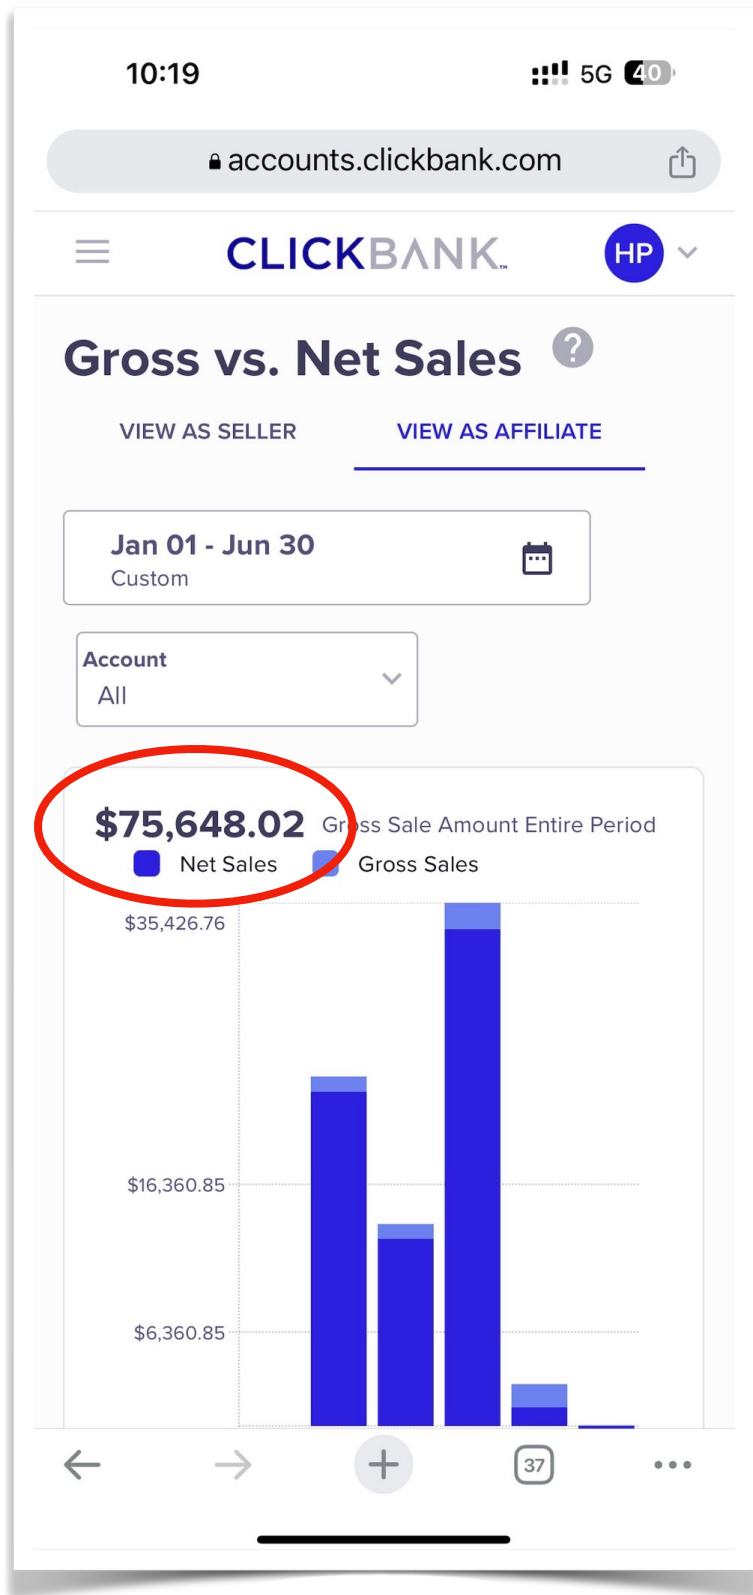 10:19 5G 40
accounts.clickbank.com
CLICKBANK™ HP
Gross vs. Net Sales ?
VIEW AS SELLER VIEW AS AFFILIATE
Jan 01 - Jun 30
Custom
Account
All
$75,648.02 Gross Sale Amount Entire Period
Net Sales Gross Sales
$35,426.76
$16,360.85
$6,360.85
37